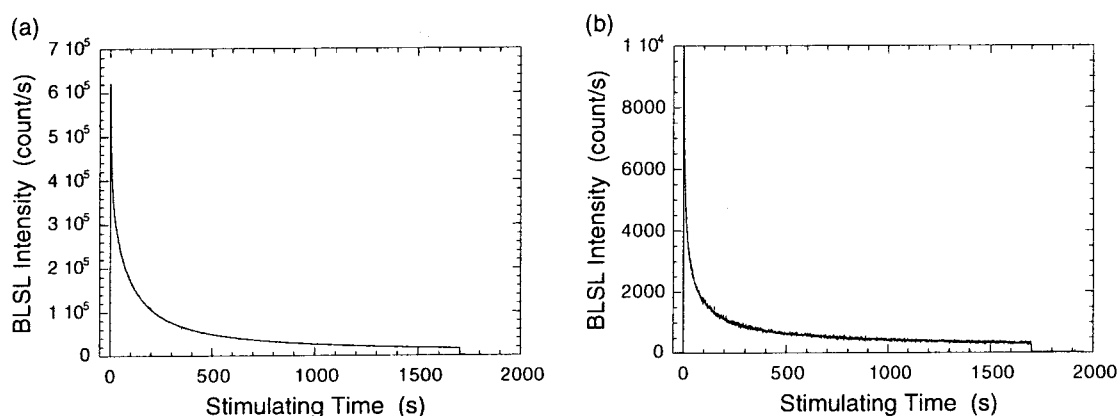 (a)
7 10⁵
6 10⁵
5 10⁵
4 10⁵
3 10⁵
2 10⁵
1 10⁵
0
BLSL Intensity (count/s)
0 500 1000 1500 2000
Stimulating Time (s)
(b)
1 10⁴
8000
6000
4000
2000
0
BLSL Intensity (count/s)
0 500 1000 1500 2000
Stimulating Time (s)